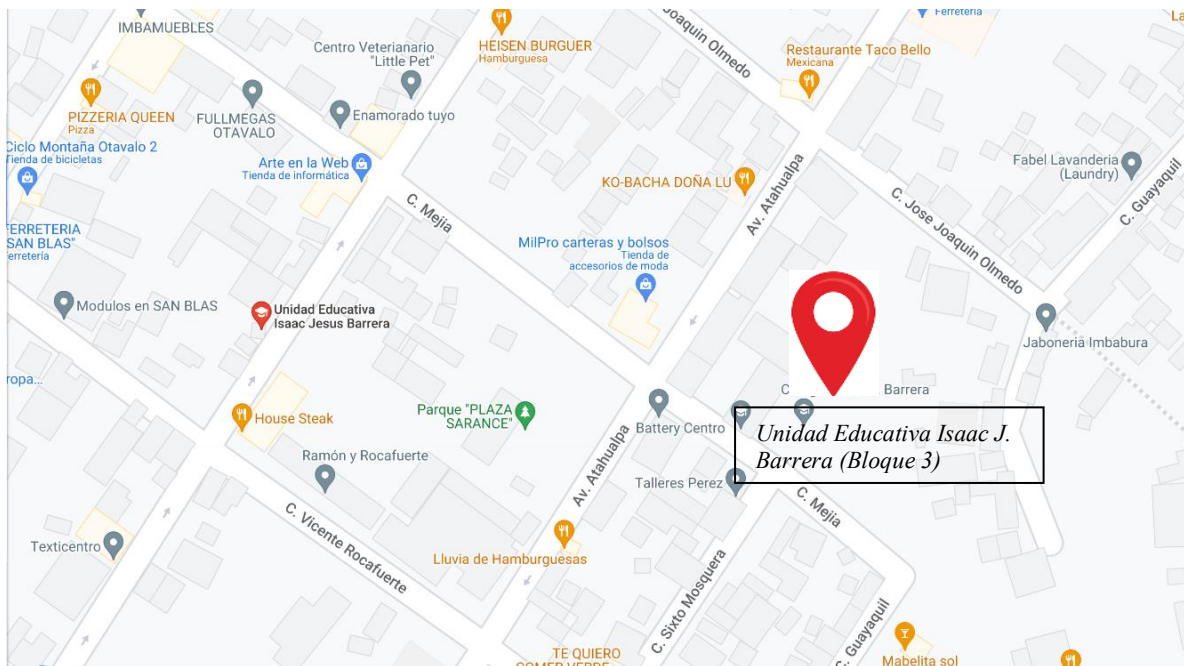 IMBAMUEBLES
Ferretería
Centro Veterianario
"Little Pet"
HEISEN BURGUER
Hamburguesa
Joaquin Olmedo
Restaurante Taco Bello
Mexicana
PIZZERIA QUEEN
Pizza
FULLMEGAS
OTAVALO
Enamorado tuyo
Ciclo Montaña Otavalo 2
Tienda de bicicletas
Arte en la Web
Tienda de informática
KO-BACHA DOÑA LU
Av. Atahualpa
Fabel Lavanderia
(Laundry)
C. Guayaquil
C. Mejia
C. Jose Joaquin Olmedo
FERRETERIA
SAN BLAS"
Ferretería
MilPro carteras y bolsos
Tienda de
accesorios de moda
Modulos en SAN BLAS
Unidad Educativa
Isaac Jesus Barrera
Jaboneria Imbabura
Barrera
House Steak
Parque "PLAZA
SARANCE"
Battery Centro
Unidad Educativa Isaac J.
Barrera (Bloque 3)
Ramón y Rocafuerte
Av. Atahualpa
Talleres Perez
C. Mejia
C. Vicente Rocafuerte
Texticentro
Lluvia de Hamburguesas
C. Sixto Mosquera
C. Guayaquil
TE QUIERO
COMER VERDE
Mabelita sol